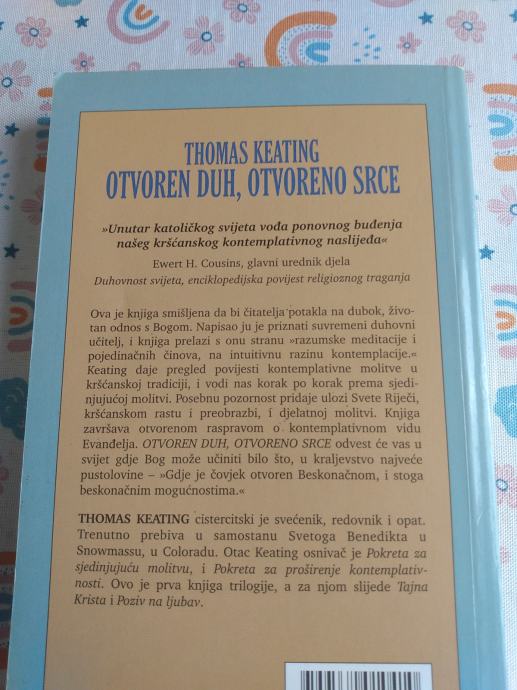 THOMAS KEATING
OTVOREN DUH, OTVORENO SRCE
»Unutar katoličkog svijeta vođa ponovnog buđenja
našeg kršćanskog kontemplativnog naslijeđa«
Ewert H. Cousins, glavni urednik djela
Duhovnost svijeta, enciklopedijska povijest religioznog traganja
Ova je knjiga smišljena da bi čitatelja potakla na dubok, živo-
tan odnos s Bogom. Napisao ju je priznati suvremeni duhovni
učitelj, i knjiga prelazi s onu stranu »razumske meditacije i
pojedinačnih činova, na intuitivnu razinu kontemplacije.«
Keating daje pregled povijesti kontemplativne molitve u
kršćanskoj tradiciji, i vodi nas korak po korak prema sjedi-
njujućoj molitvi. Posebnu pozornost pridaje ulozi Svete Riječi,
kršćanskom rastu i preobrazbi, i djelatnoj molitvi. Knjiga
završava otvorenom raspravom o kontemplativnom vidu
Evanđelja. OTVOREN DUH, OTVORENO SRCE odvest će vas u
svijet gdje Bog može učiniti bilo što, u kraljevstvo najveće
pustolovine – »Gdje je čovjek otvoren Beskonačnom, i stoga
beskonačnim mogućnostima.«
THOMAS KEATING cistercitski je svećenik, redovnik i opat.
Trenutno prebiva u samostanu Svetoga Benedikta u
Snowmassu, u Coloradu. Otac Keating osnivač je Pokreta za
sjedinjujuću molitvu, i Pokreta za proširenje kontemplativ-
nosti. Ovo je prva knjiga trilogije, a za njom slijede Tajna
Krista i Poziv na ljubav.